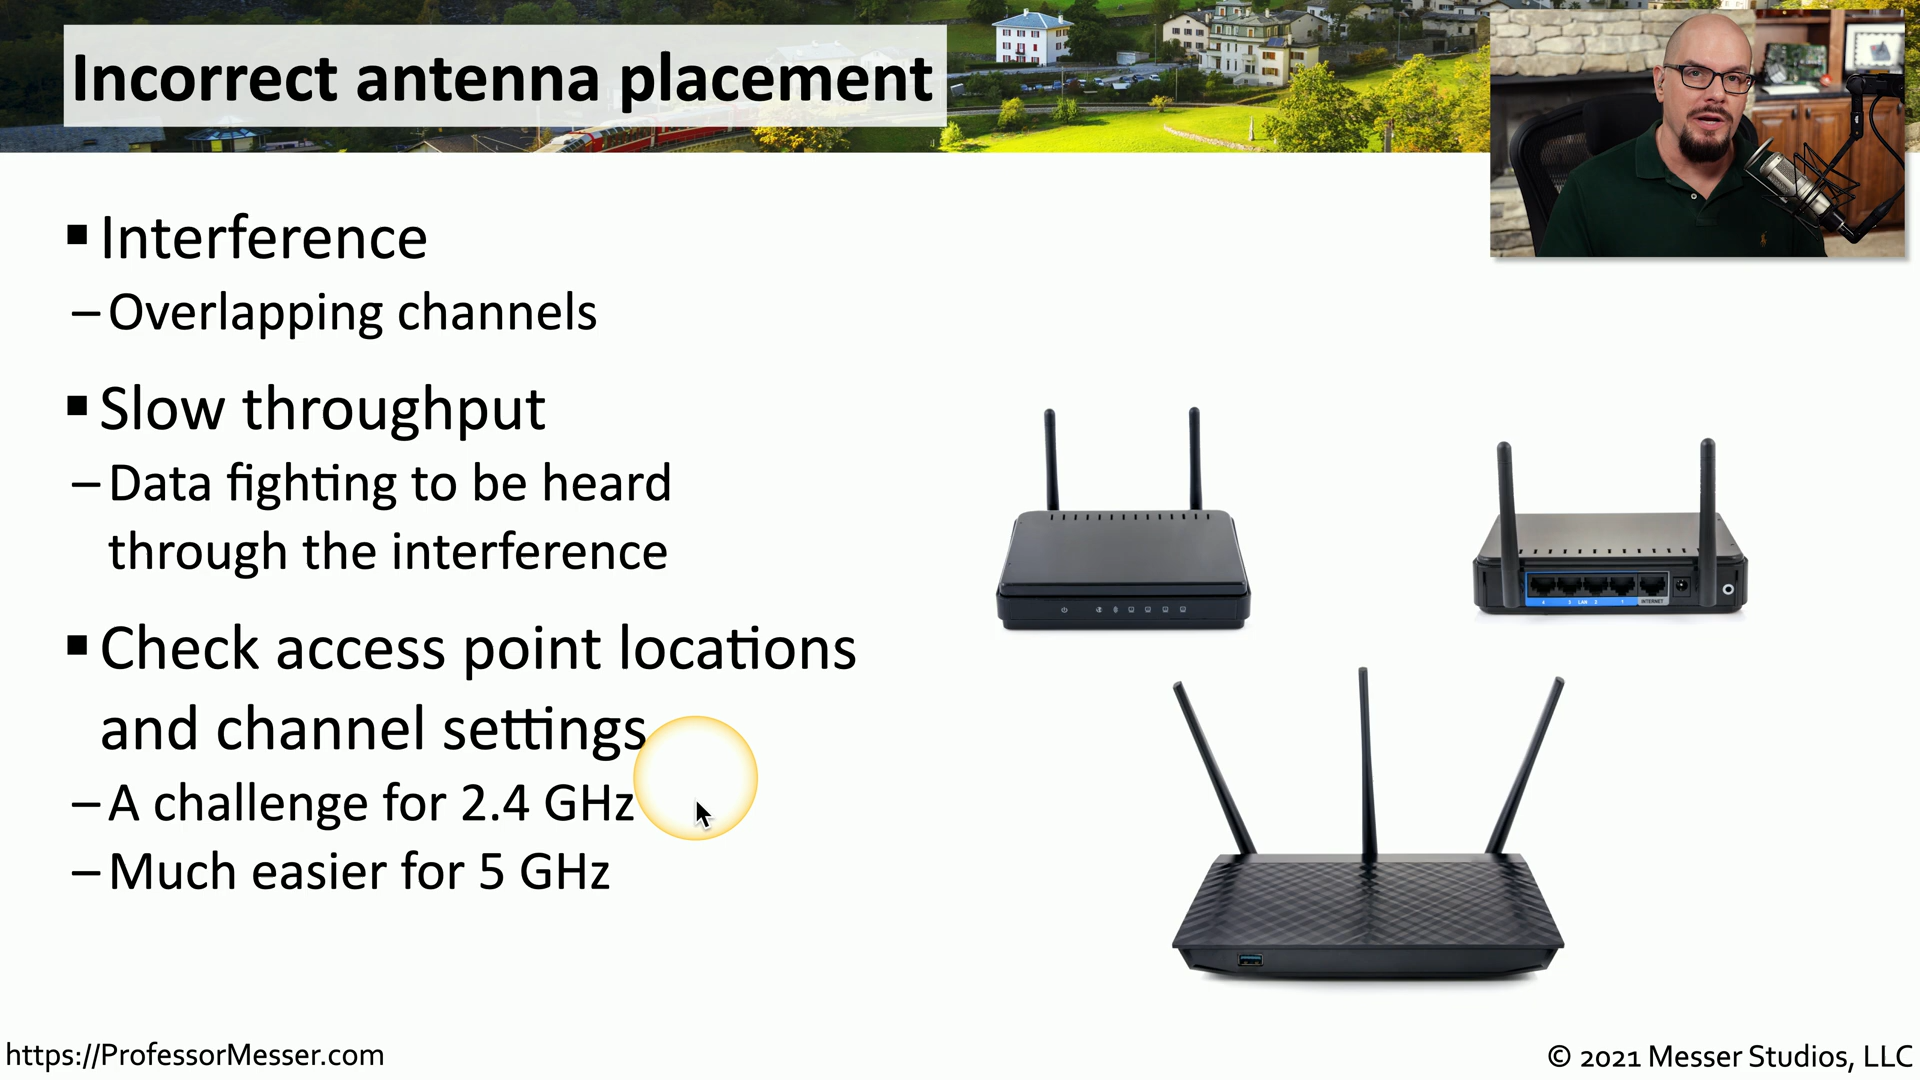 Incorrect antenna placement
▪ Interference
– Overlapping channels
▪ Slow throughput
– Data fighting to be heard
through the interference
▪ Check access point locations
and channel settings
– A challenge for 2.4 GHz
– Much easier for 5 GHz
INTERNET
https://ProfessorMesser.com
© 2021 Messer Studios, LLC